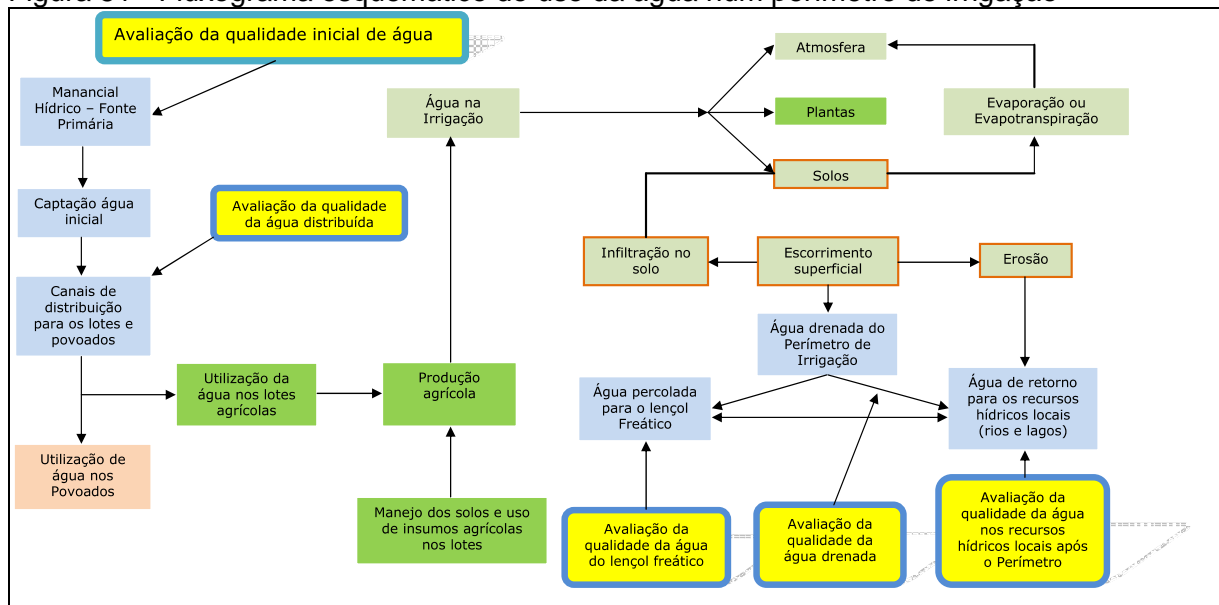 Avaliação da qualidade inicial de água
Manancial
Hídrico – Fonte
Primária
Captação água
inicial
Avaliação da qualidade
da água distribuída
Canais de
distribuição
para os lotes e
povoados
Utilização da
água nos lotes
agrícolas
Utilização de
água nos
Povoados
Produção
agrícola
Manejo dos solos e uso
de insumos agrícolas
nos lotes
Água na
Irrigação
Atmosfera
Plantas
Solos
Evaporação ou
Evapotranspiração
Infiltração no
solo
Escorrimento
superficial
Erosão
Água drenada do
Perímetro de
Irrigação
Água percolada
para o lençol
Freático
Água de retorno
para os recursos
hídricos locais
(rios e lagos)
Avaliação da
qualidade da água
do lençol freático
Avaliação da
qualidade da
água drenada
Avaliação da
qualidade da água
nos recursos
hídricos locais após
o Perímetro